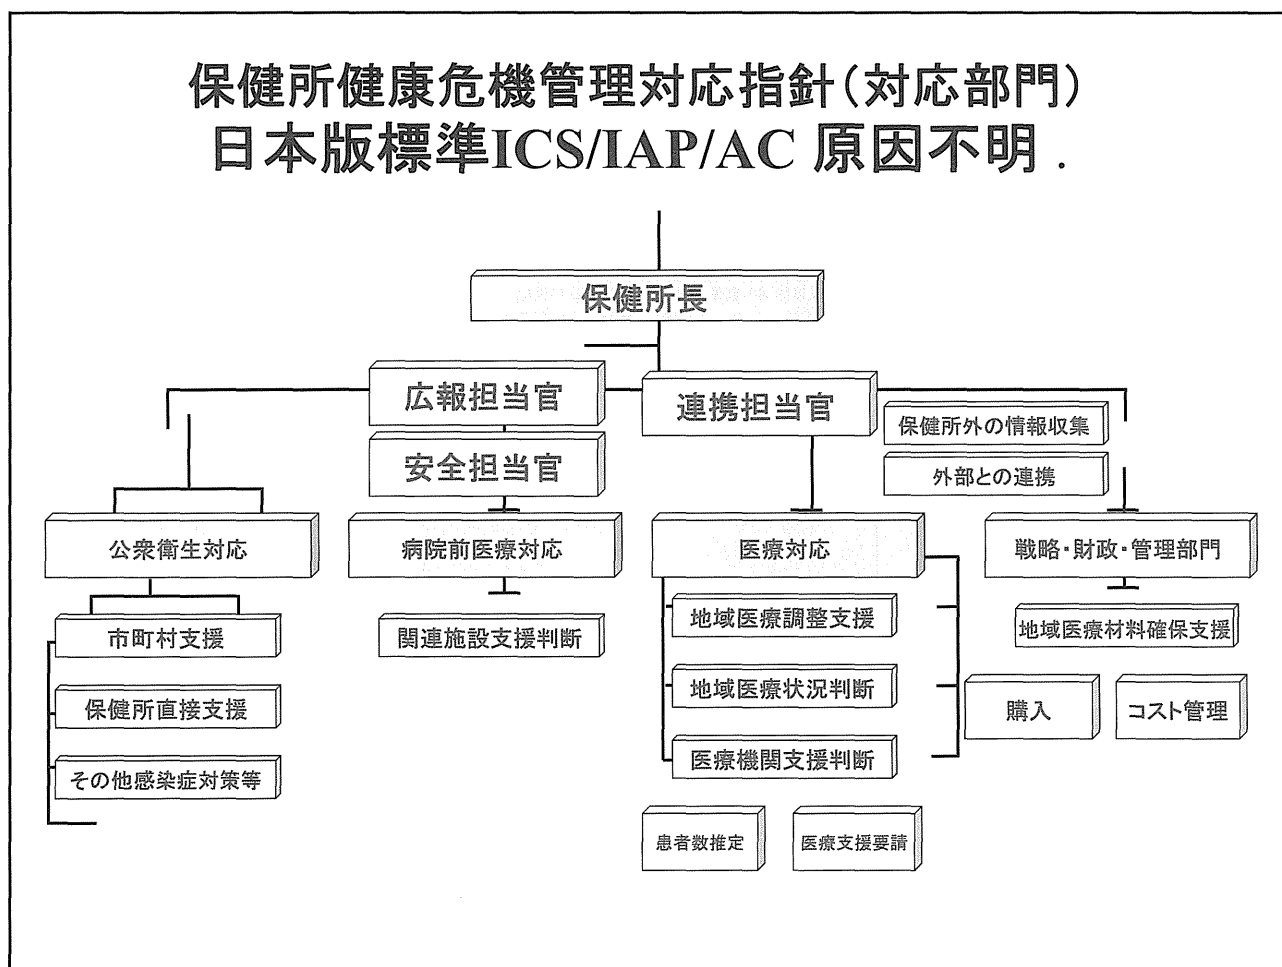 保健所健康危機管理対応指針(対応部門)
日本版標準ICS/IAP/AC 原因不明 .
保健所長
広報担当官
連携担当官
保健所外の情報収集
安全担当官
外部との連携
公衆衛生対応
病院前医療対応
医療対応
戦略・財政・管理部門
市町村支援
関連施設支援判断
地域医療調整支援
地域医療材料確保支援
保健所直接支援
地域医療状況判断
購入
コスト管理
その他感染症対策等
医療機関支援判断
患者数推定
医療支援要請